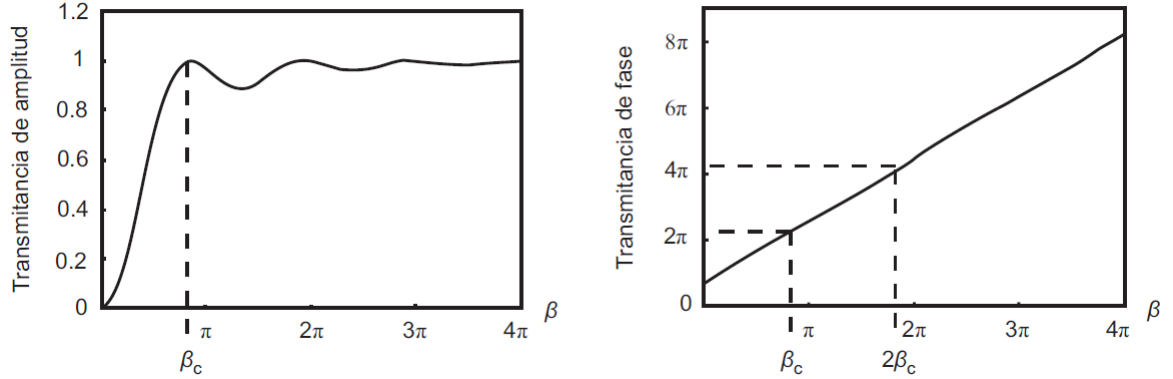 Transmitancia de amplitud
1.2
1
0.8
0.6
0.4
0.2
0
π
2π
3π
4π
β
βc
Transmitancia de fase
8π
6π
4π
2π
0
π
2π
3π
4π
β
βc
2βc